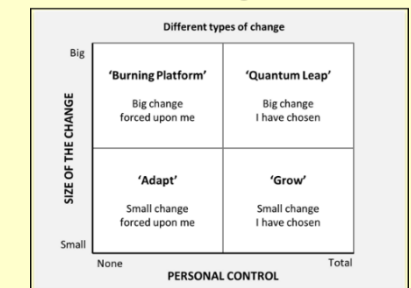 Different types of change
Big
'Burning Platform'
Big change
forced upon me
'Quantum Leap'
Big change
I have chosen
SIZE OF THE CHANGE
'Adapt'
Small change
forced upon me
'Grow'
Small change
I have chosen
Small
None
Total
PERSONAL CONTROL